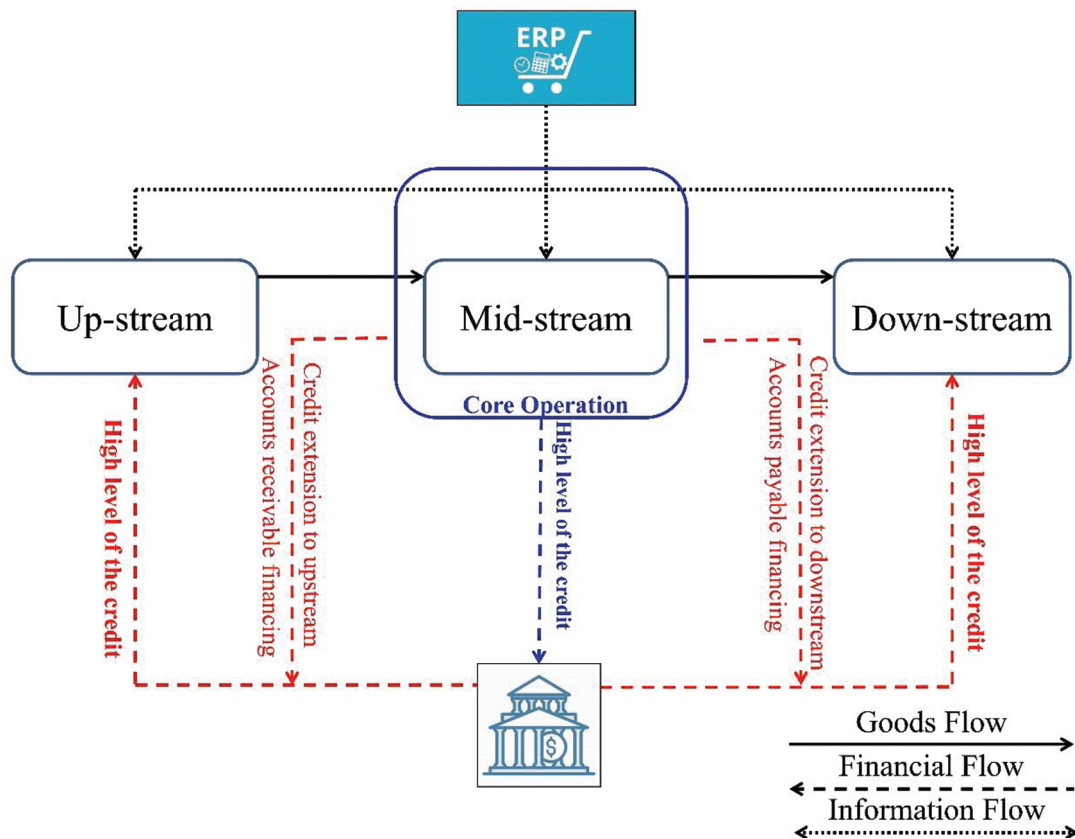 ERP
Up-stream
Mid-stream
Down-stream
Core Operation
High level of the credit
Accounts receivable financing
Credit extension to upstream
High level of the credit
Accounts payable financing
Credit extension to downstream
High level of the credit
$
Goods Flow
Financial Flow
Information Flow